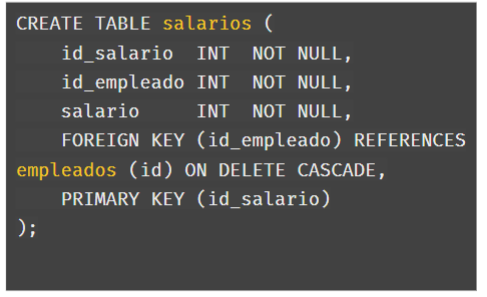 CREATE TABLE salarios (
    id_salario  INT  NOT NULL,
    id_empleado INT  NOT NULL,
    salario     INT  NOT NULL,
    FOREIGN KEY (id_empleado) REFERENCES
empleados (id) ON DELETE CASCADE,
    PRIMARY KEY (id_salario)
);